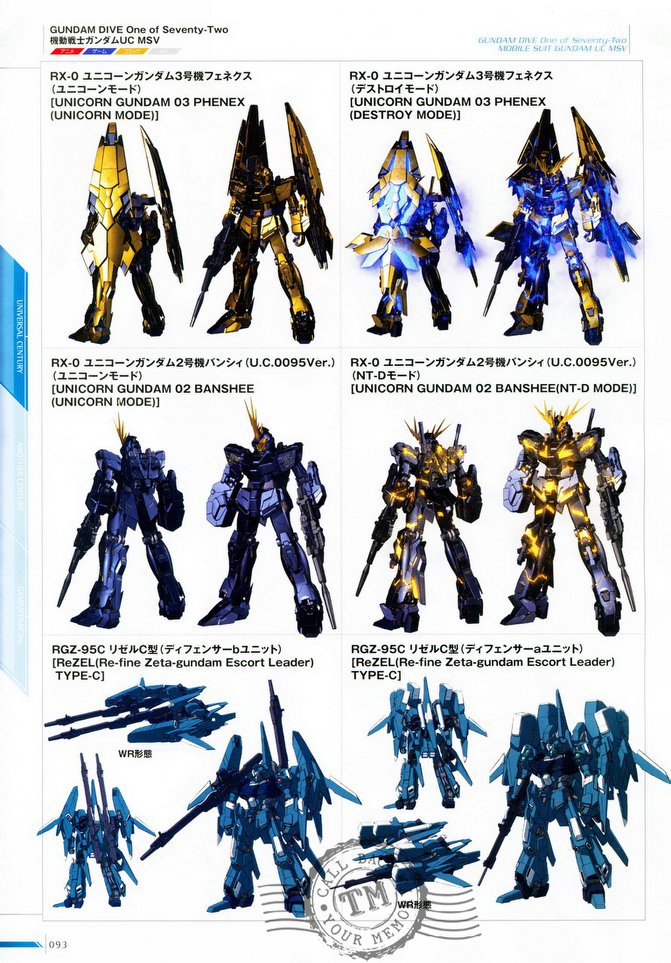 GUNDAM DIVE One of Seventy-Two
機動戦士ガンダムUC MSV
アニメ ゲーム
GUNDAM DIVE One of Seventy-Two
MOBILE SUIT GUNDAM UC MSV
RX-0 ユニコーンガンダム3号機フェネクス
（ユニコーンモード）
[UNICORN GUNDAM 03 PHENEX
(UNICORN MODE)]
RX-0 ユニコーンガンダム3号機フェネクス
（デストロイモード）
[UNICORN GUNDAM 03 PHENEX
(DESTROY MODE)]
UNIVERSAL CENTURY
RX-0 ユニコーンガンダム2号機バンシィ（U.C.0095Ver.）
（ユニコーンモード）
[UNICORN GUNDAM 02 BANSHEE
(UNICORN MODE)]
RX-0 ユニコーンガンダム2号機バンシィ（U.C.0095Ver.）
（NT-Dモード）
[UNICORN GUNDAM 02 BANSHEE(NT-D MODE)]
ANOTHER CENTURY
RGZ-95C リゼルC型（ディフェンサーbユニット）
[ReZEL(Re-fine Zeta-gundam Escort Leader)
TYPE-C]
WR形態
RGZ-95C リゼルC型（ディフェンサーaユニット）
[ReZEL(Re-fine Zeta-gundam Escort Leader)
TYPE-C]
WR形態
CALL BACK
TM
YOUR MEMORY
093